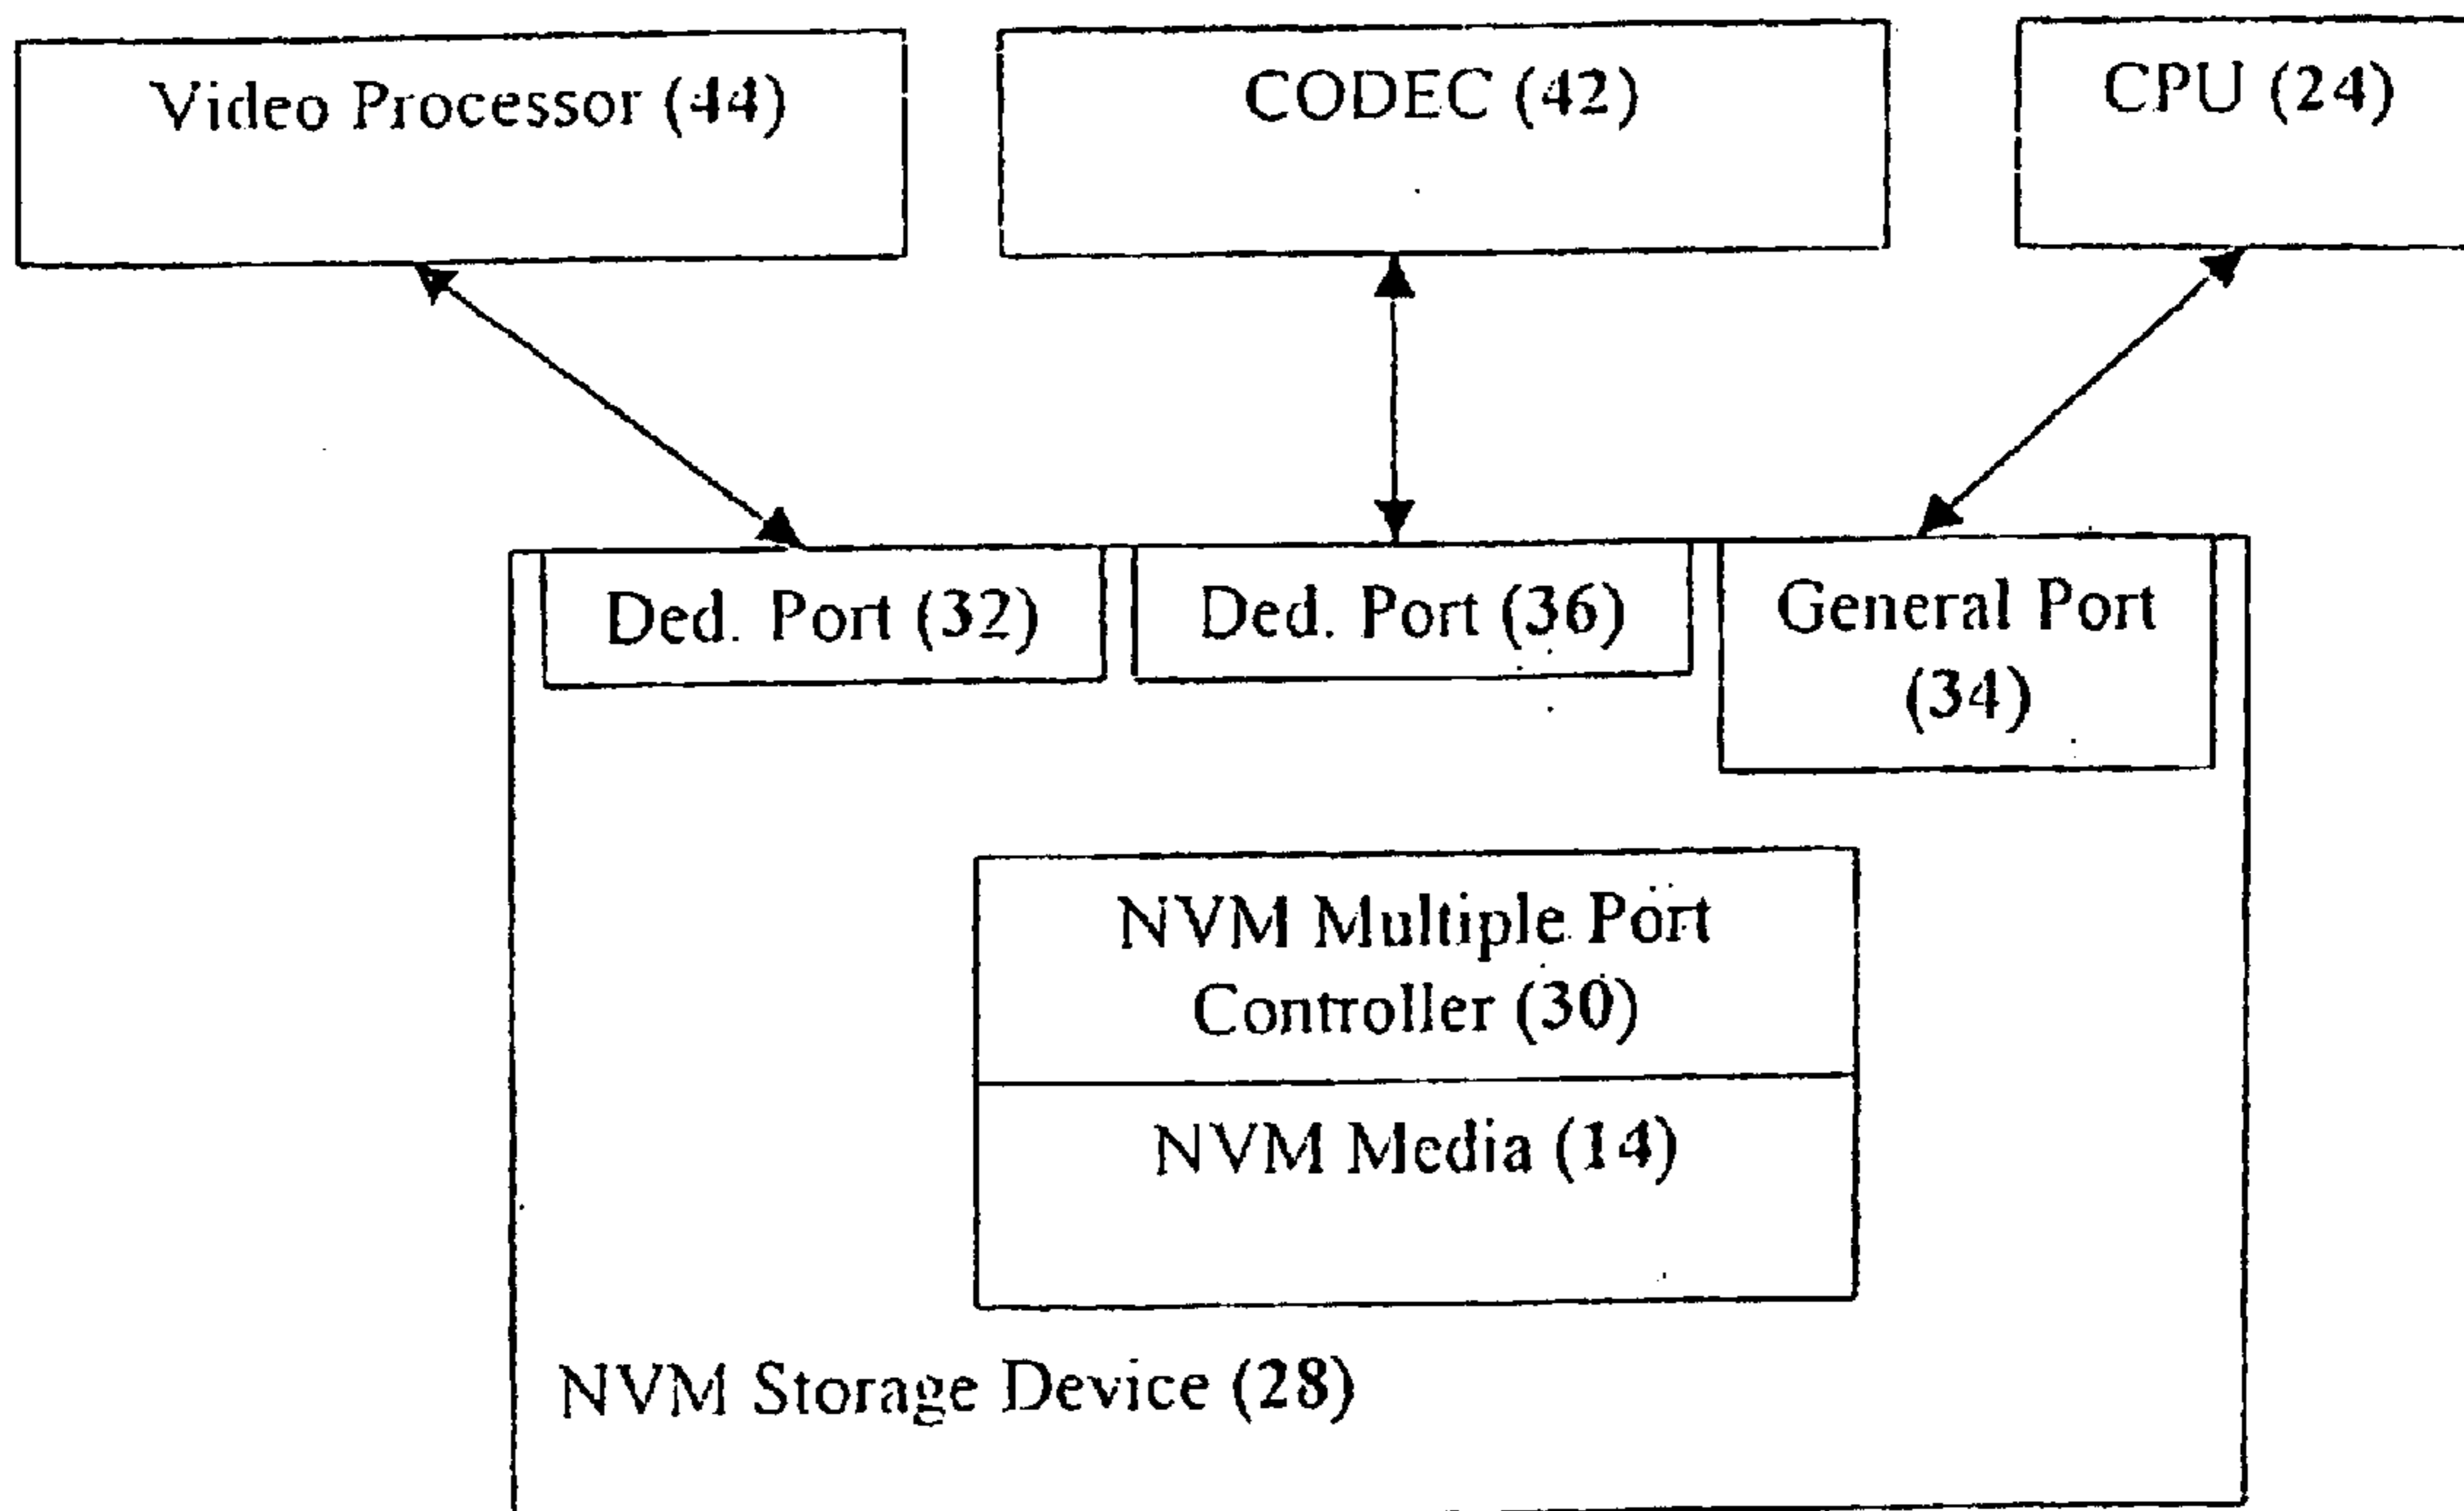 Video Processor (44)
CODEC (42)
CPU (24)
Ded. Port (32)
Ded. Port (36)
General Port
(34)
NVM Multiple Port
Controller (30)
NVM Media (14)
NVM Storage Device (28)